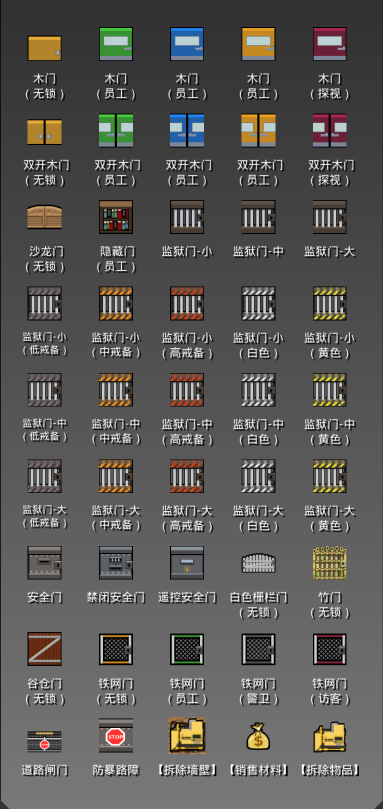 木门 木门 木门 木门 木门
（无锁） （员工） （员工） （员工） （探视）
双开木门 双开木门 双开木门 双开木门 双开木门
（无锁） （员工） （员工） （员工） （探视）
沙龙门 隐藏门 监狱门-小 监狱门-中 监狱门-大
（无锁） （员工）
监狱门-小 监狱门-小 监狱门-小 监狱门-小 监狱门-小
（低戒备） （中戒备） （高戒备） （白色） （黄色）
监狱门-中 监狱门-中 监狱门-中 监狱门-中 监狱门-中
（低戒备） （中戒备） （高戒备） （白色） （黄色）
监狱门-大 监狱门-大 监狱门-大 监狱门-大 监狱门-大
（低戒备） （中戒备） （高戒备） （白色） （黄色）
安全门 禁闭安全门 遥控安全门 白色栅栏门 竹门
（无锁） （无锁）
谷仓门 铁网门 铁网门 铁网门 铁网门
（无锁） （无锁） （员工） （警卫） （访客）
STOP
$
道路闸门 防暴路障 【拆除墙壁】 【销售材料】 【拆除物品】